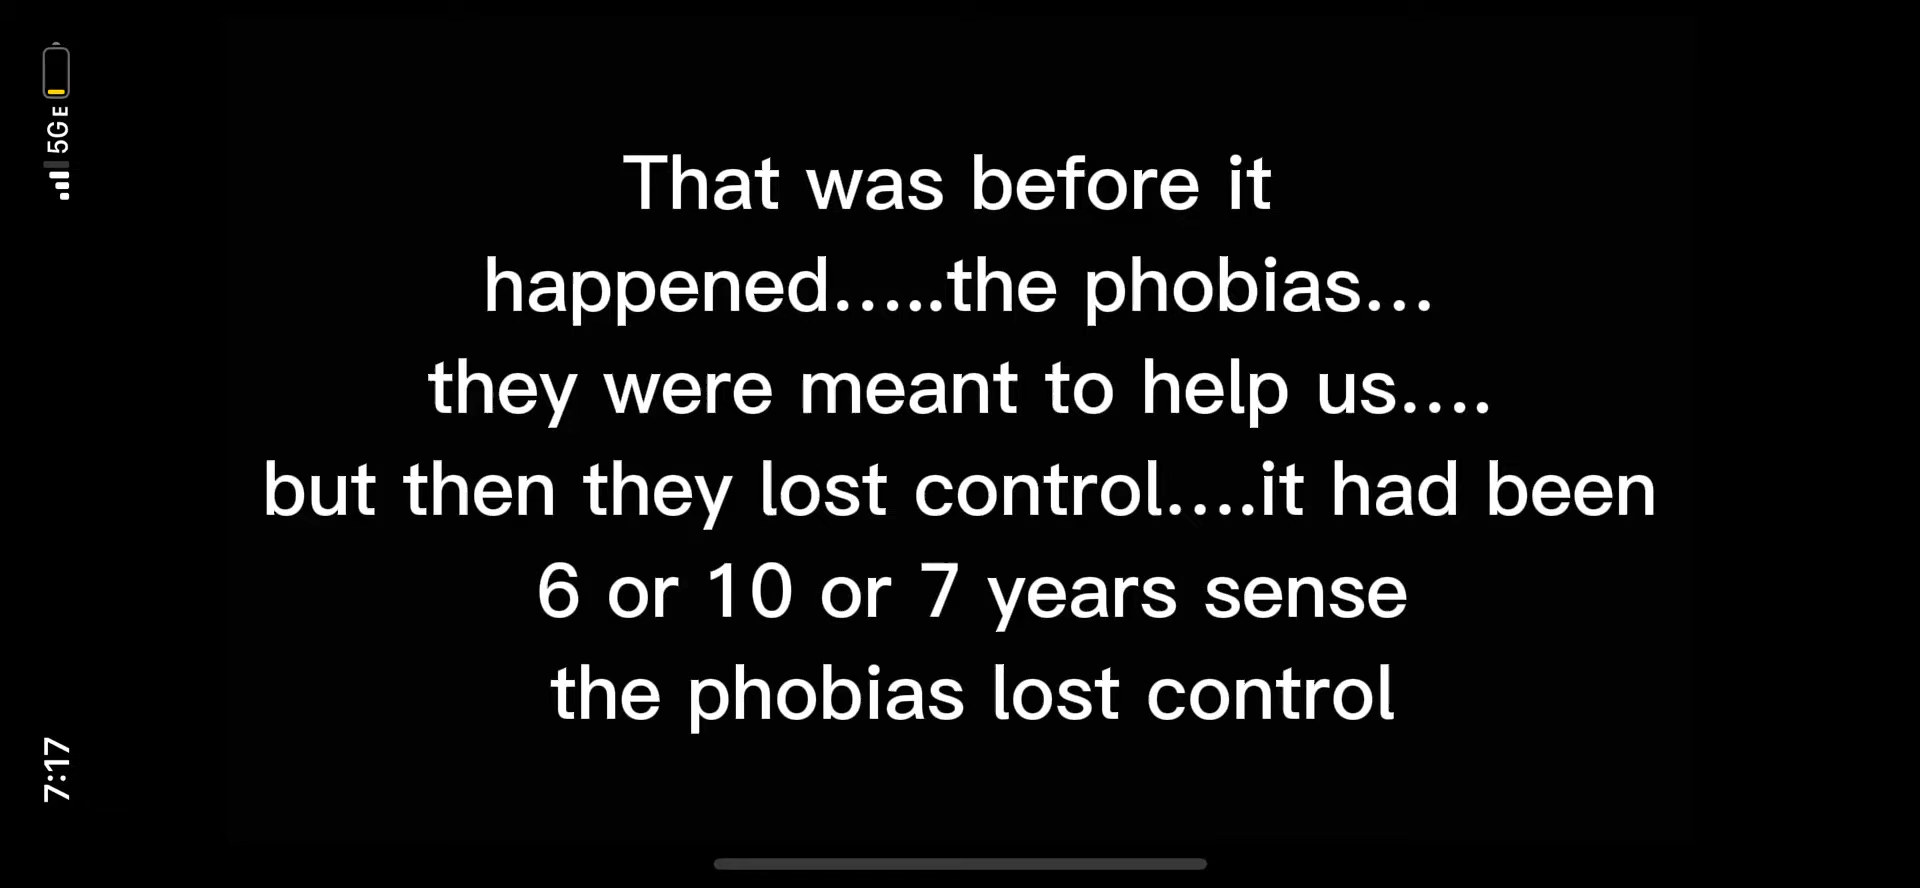 5GE
7:17
That was before it
happened.....the phobias...
they were meant to help us....
but then they lost control....it had been
6 or 10 or 7 years sense
the phobias lost control